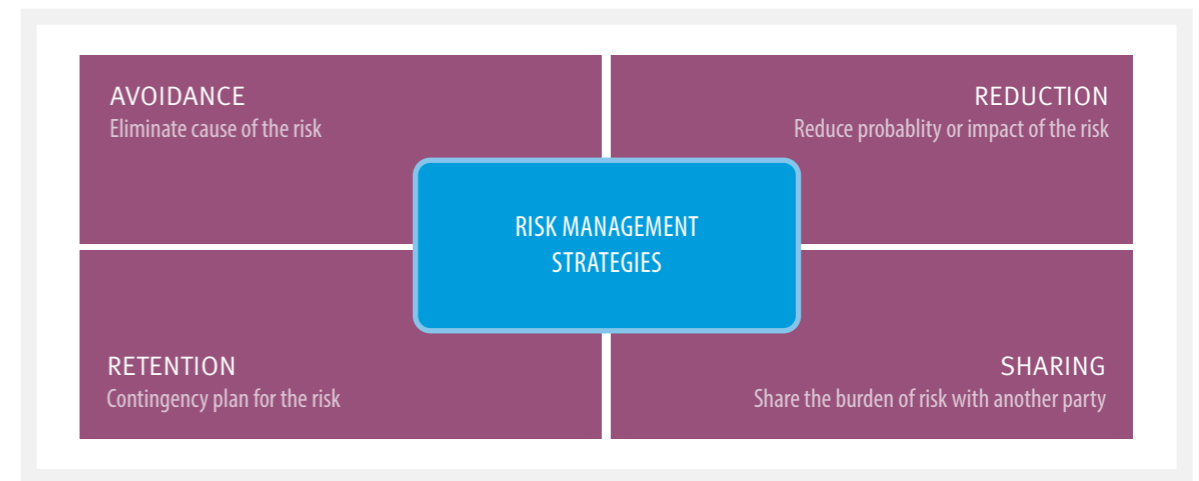 AVOIDANCE
Eliminate cause of the risk
REDUCTION
Reduce probablity or impact of the risk
RISK MANAGEMENT
STRATEGIES
RETENTION
Contingency plan for the risk
SHARING
Share the burden of risk with another party